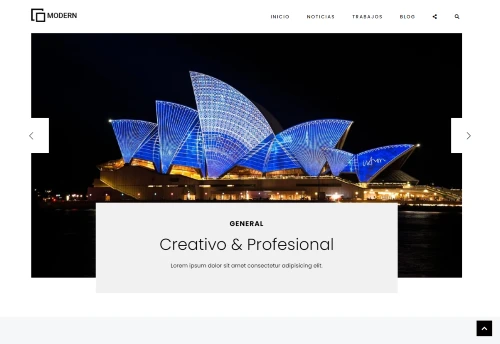 MODERN
INICIO NOTICIAS TRABAJOS BLOG
GENERAL
Creativo & Profesional
Lorem ipsum dolor sit amet consectetur adipisicing elit.